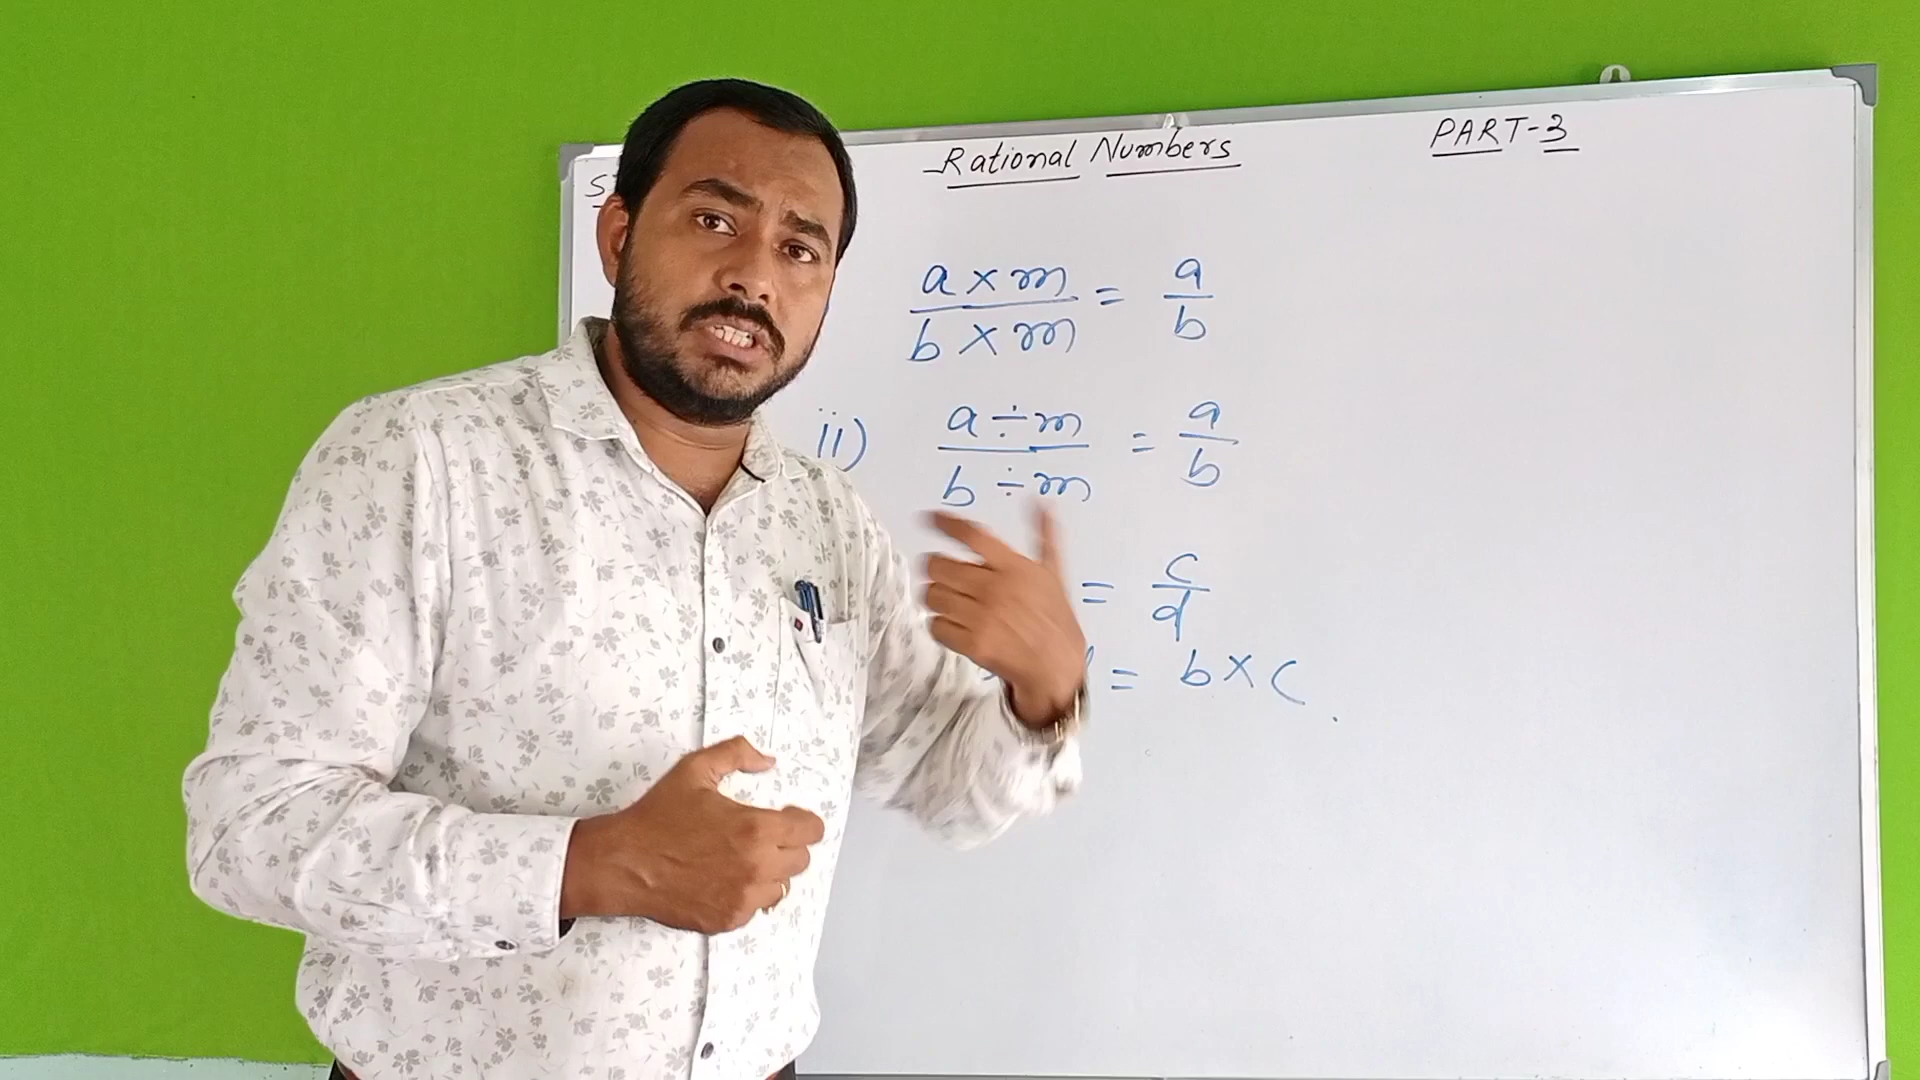 Rational Numbers PART-3
a × m / b × m = a / b
ii) a ÷ m / b ÷ m = a / b
= c / d
= b × c.